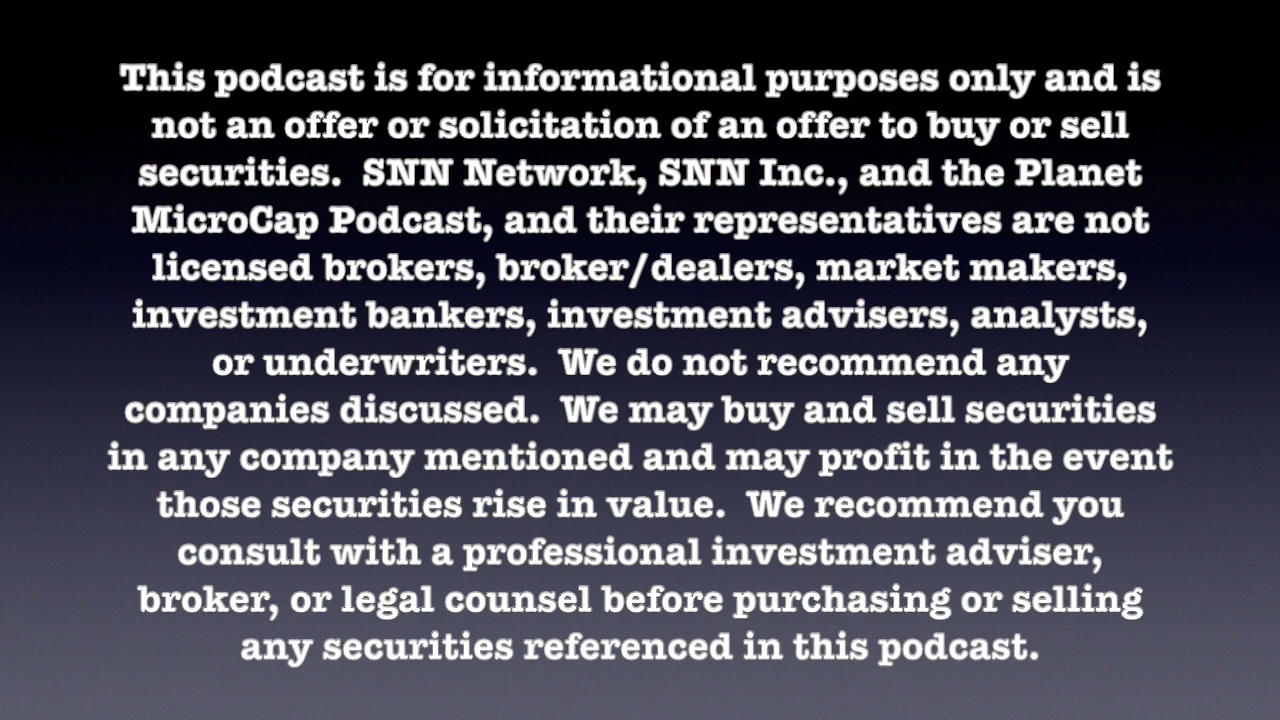 This podcast is for informational purposes only and is
not an offer or solicitation of an offer to buy or sell
securities.  SNN Network, SNN Inc., and the Planet
MicroCap Podcast, and their representatives are not
licensed brokers, broker/dealers, market makers,
investment bankers, investment advisers, analysts,
or underwriters.  We do not recommend any
companies discussed.  We may buy and sell securities
in any company mentioned and may profit in the event
those securities rise in value.  We recommend you
consult with a professional investment adviser,
broker, or legal counsel before purchasing or selling
any securities referenced in this podcast.